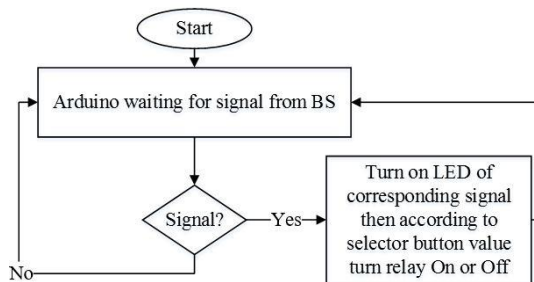 Start
Arduino waiting for signal from BS
Signal?
Yes
Turn on LED of
corresponding signal
then according to
selector button value
turn relay On or Off
No